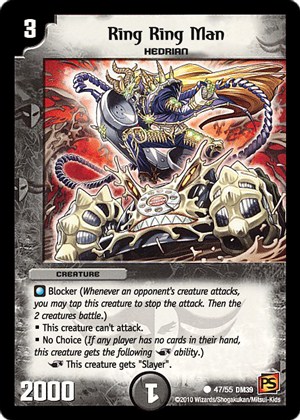 3
Ring Ring Man
HEDRIAN
CREATURE
Blocker (Whenever an opponent's creature attacks,
you may tap this creature to stop the attack. Then the
2 creatures battle.)
▪ This creature can't attack.
▪ No Choice (If any player has no cards in their hand,
this creature gets the following ability.)
This creature gets "Slayer".
2000
1
47/55 DM39
©2010 Wizards/Shogakukan/Mitsui-Kids
PS